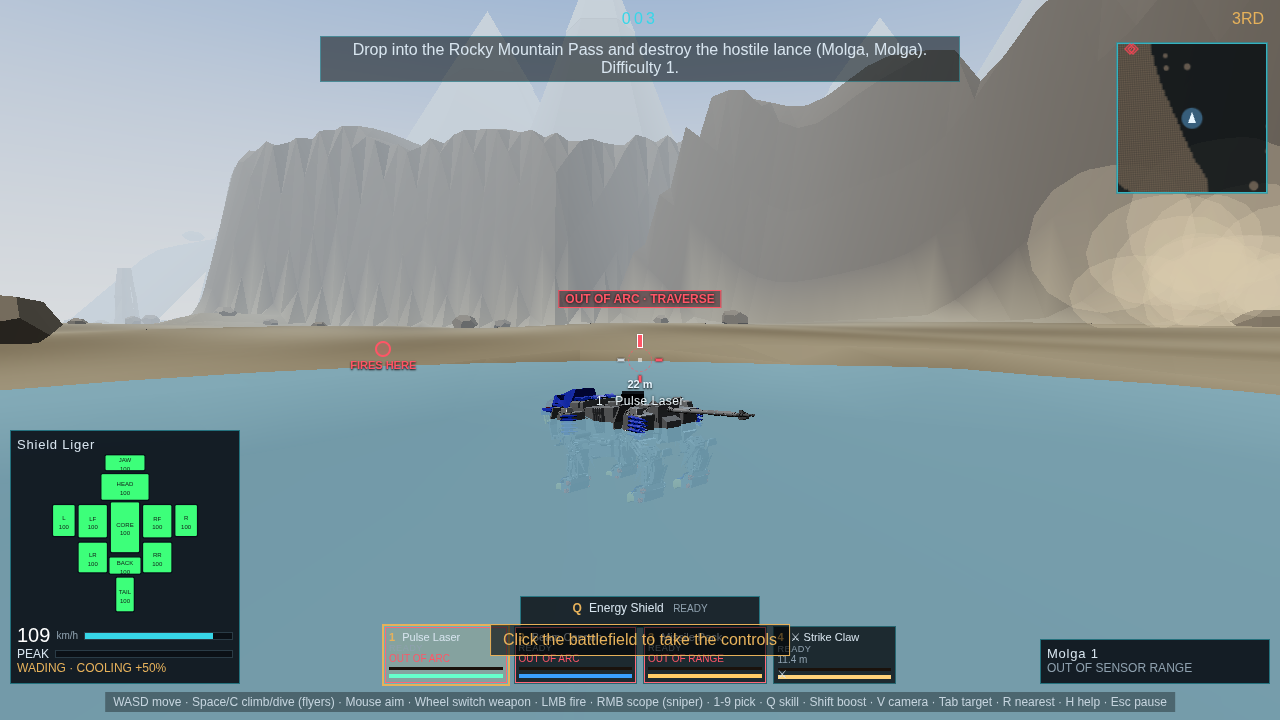 003
3RD
Drop into the Rocky Mountain Pass and destroy the hostile lance (Molga, Molga).
Difficulty 1.
OUT OF ARC · TRAVERSE
FIRES HERE
22 m
1 · Pulse Laser
Shield Liger
JAW
100
HEAD
100
L
100
LF
100
CORE
100
RF
100
R
100
LR
100
BACK
100
RR
100
TAIL
100
109 km/h
PEAK
WADING · COOLING +50%
Q Energy Shield READY
Click the battlefield to take the controls
1 Pulse Laser
OUT OF ARC
READY
OUT OF ARC
READY
OUT OF RANGE
4 ⚔ Strike Claw
READY
11.4 m
Molga 1
OUT OF SENSOR RANGE
WASD move · Space/C climb/dive (flyers) · Mouse aim · Wheel switch weapon · LMB fire · RMB scope (sniper) · 1-9 pick · Q skill · Shift boost · V camera · Tab target · R nearest · H help · Esc pause